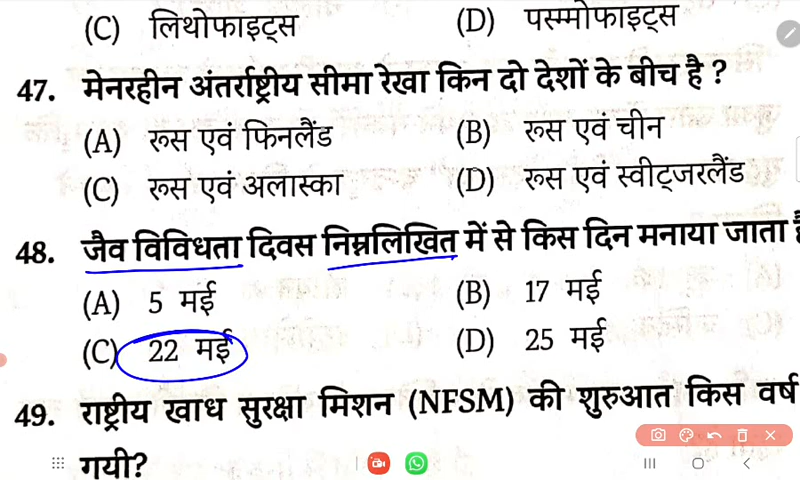 (C) लिथोफाइट्स (D) पस्मोफाइट्स
47. मेनरहीन अंतर्राष्ट्रीय सीमा रेखा किन दो देशों के बीच है ?
(A) रूस एवं फिनलैंड (B) रूस एवं चीन
(C) रूस एवं अलास्का (D) रूस एवं स्वीट्जरलैंड
48. जैव विविधता दिवस निम्नलिखित में से किस दिन मनाया जाता है
(A) 5 मई (B) 17 मई
(C) 22 मई (D) 25 मई
49. राष्ट्रीय खाध सुरक्षा मिशन (NFSM) की शुरुआत किस वर्ष
गयी?